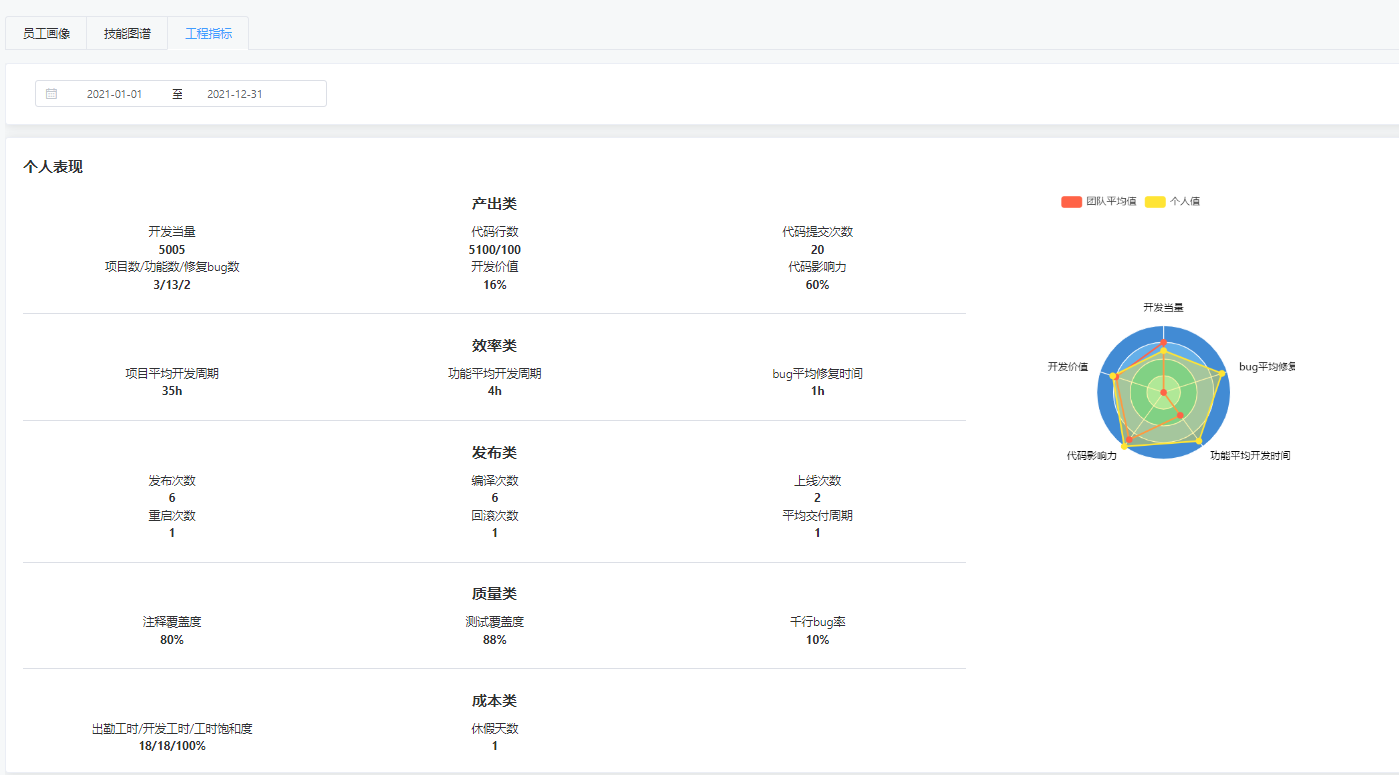 员工画像 技能图谱 工程指标
2021-01-01 至 2021-12-31
个人表现
产出类
开发当量 代码行数 代码提交次数
5005 5100/100 20
项目数/功能数/修复bug数 开发价值 代码影响力
3/13/2 16% 60%
效率类
项目平均开发周期 功能平均开发周期 bug平均修复时间
35h 4h 1h
发布类
发布次数 编译次数 上线次数
6 6 2
重启次数 回滚次数 平均交付周期
1 1 1
质量类
注释覆盖度 测试覆盖度 千行bug率
80% 88% 10%
成本类
出勤工时/开发工时/工时饱和度 休假天数
18/18/100% 1
团队平均值 个人值
开发当量
开发价值 bug平均修
代码影响力 功能平均开发时间